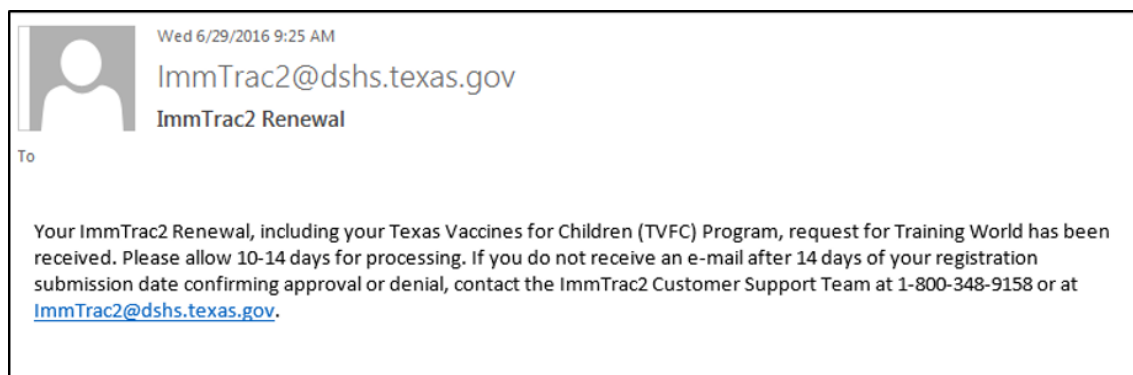 Wed 6/29/2016 9:25 AM
ImmTrac2@dshs.texas.gov
ImmTrac2 Renewal
To
Your ImmTrac2 Renewal, including your Texas Vaccines for Children (TVFC) Program, request for Training World has been
received. Please allow 10-14 days for processing. If you do not receive an e-mail after 14 days of your registration
submission date confirming approval or denial, contact the ImmTrac2 Customer Support Team at 1-800-348-9158 or at
ImmTrac2@dshs.texas.gov.